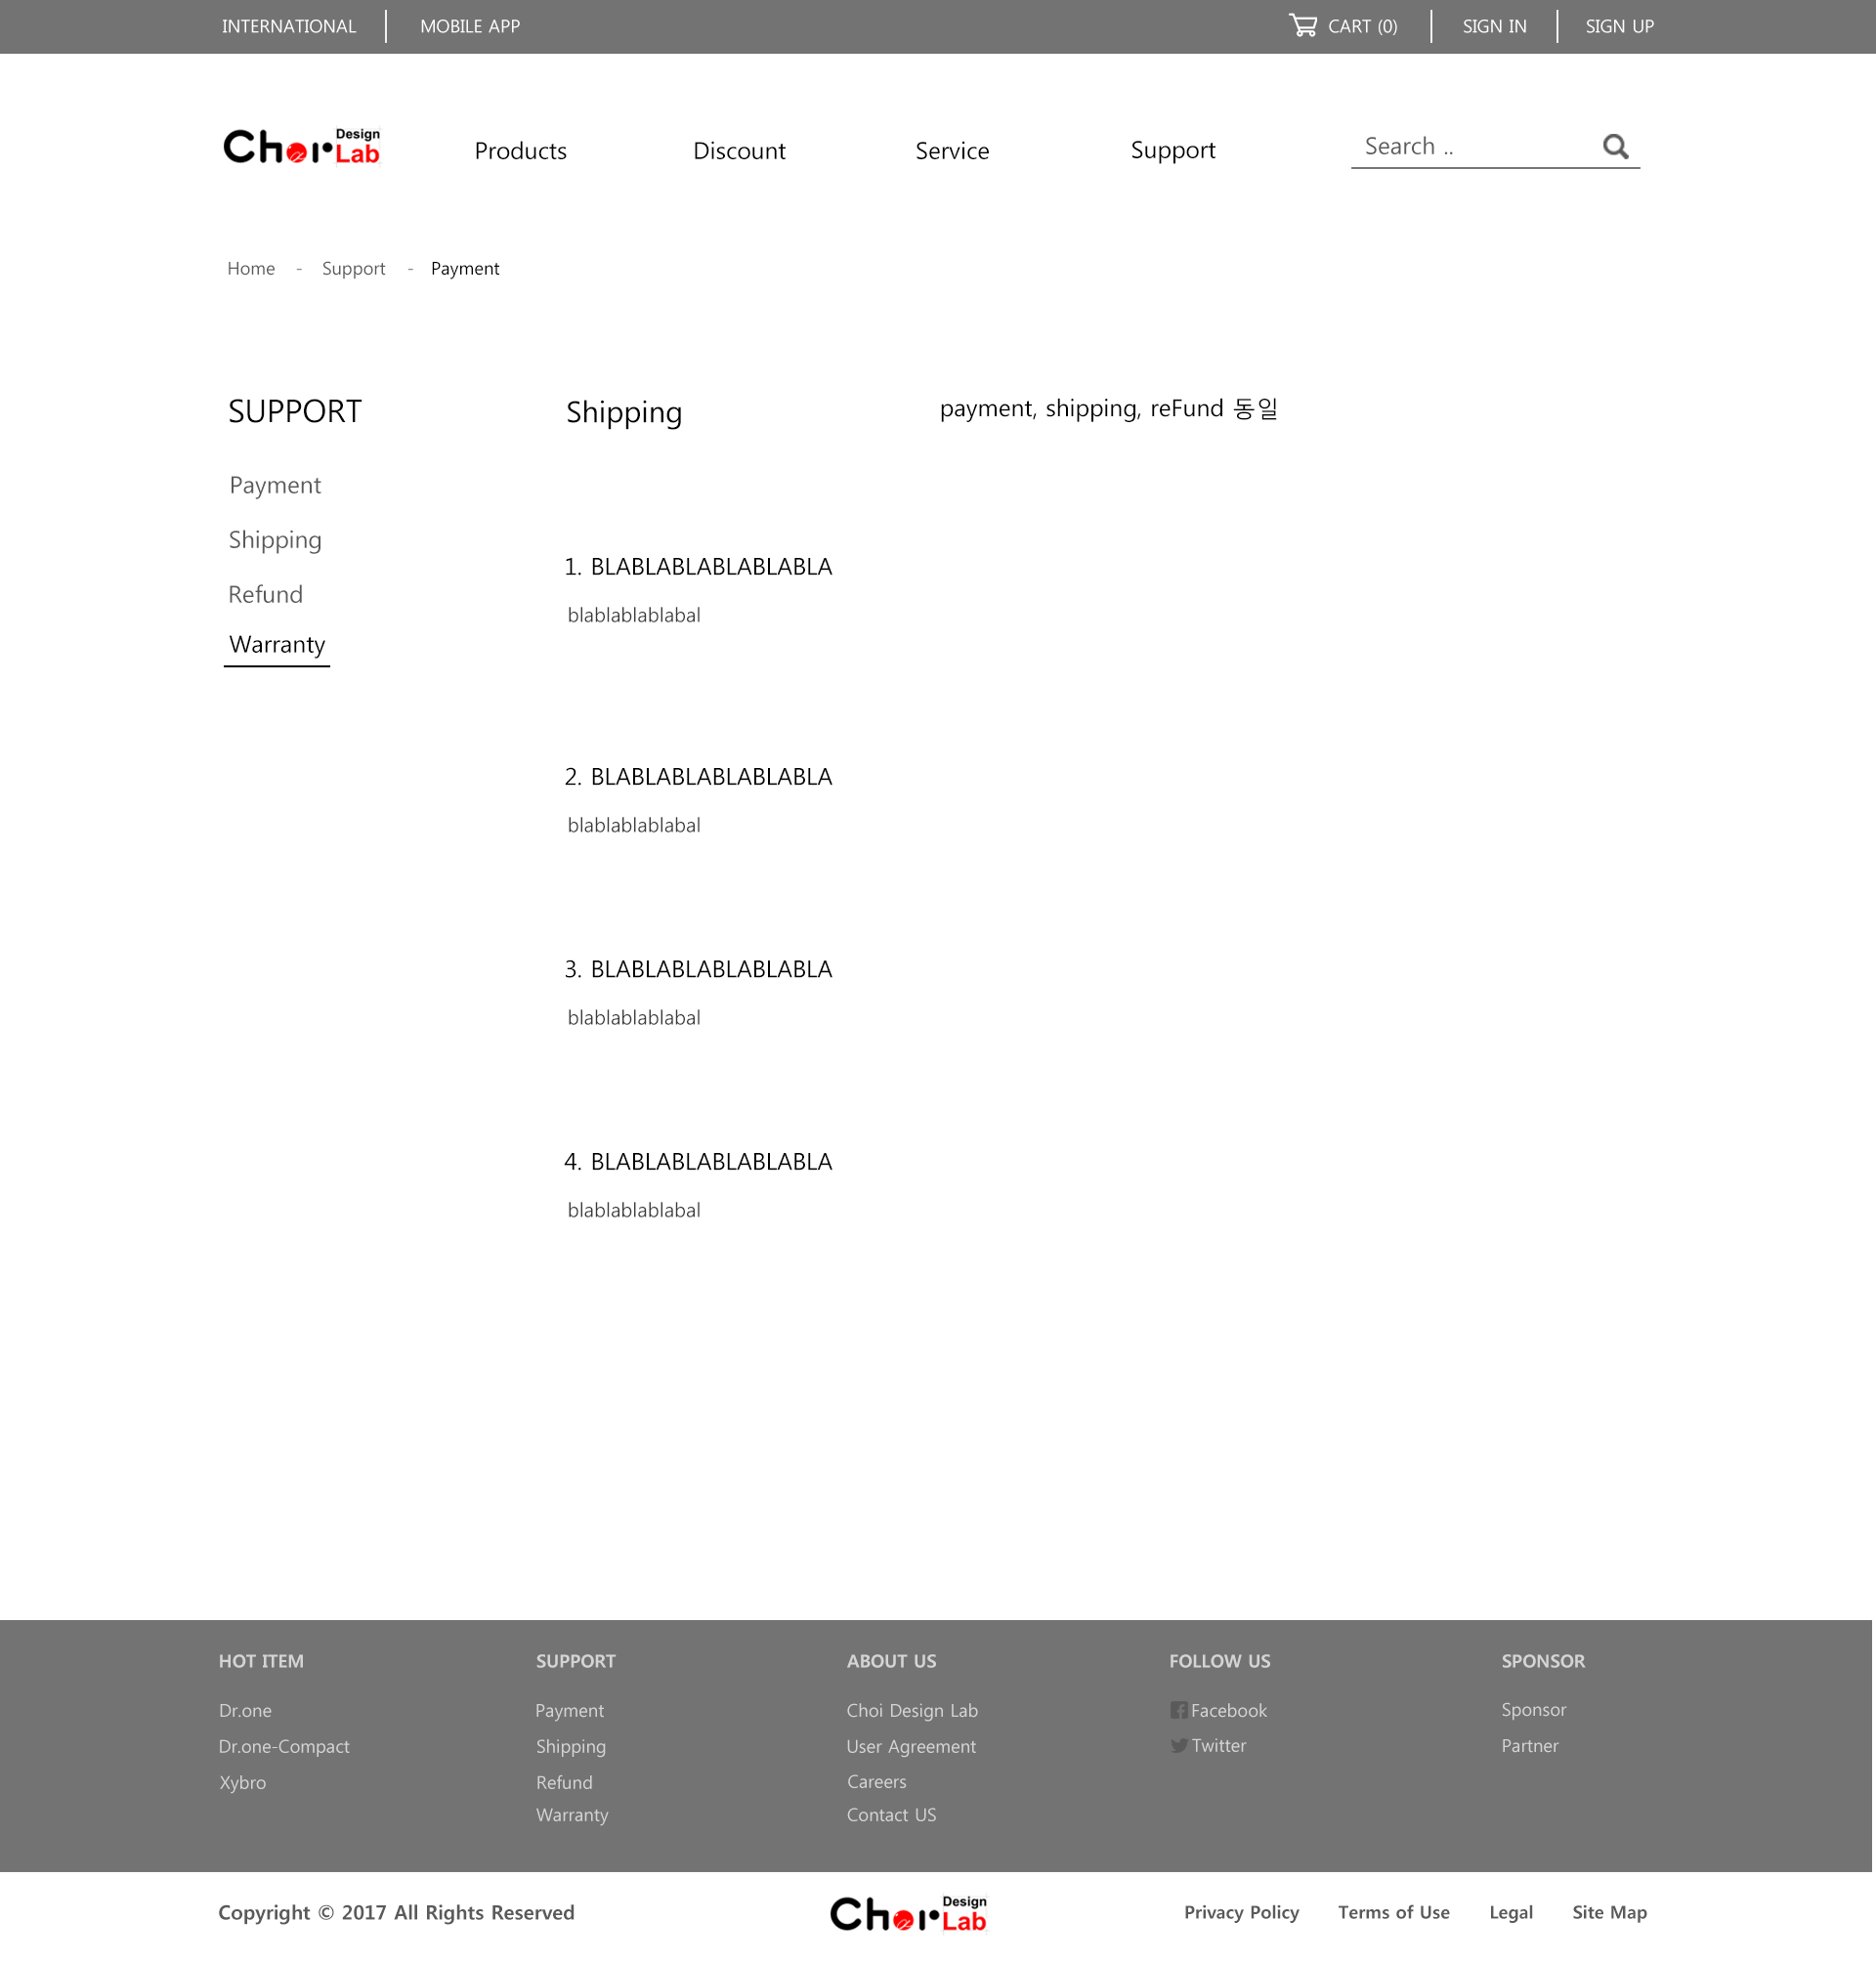 INTERNATIONAL MOBILE APP CART (0) SIGN IN SIGN UP
Choi Design Lab Products Discount Service Support Search ..
Home - Support - Payment
SUPPORT Shipping payment, shipping, reFund 동일
Payment
Shipping
Refund
Warranty
1. BLABLABLABLABLABLA
blablablablabal
2. BLABLABLABLABLABLA
blablablablabal
3. BLABLABLABLABLABLA
blablablablabal
4. BLABLABLABLABLABLA
blablablablabal
HOT ITEM SUPPORT ABOUT US FOLLOW US SPONSOR
Dr.one Payment Choi Design Lab Facebook Sponsor
Dr.one-Compact Shipping User Agreement Twitter Partner
Xybro Refund Careers
Warranty Contact US
Copyright © 2017 All Rights Reserved Choi Design Lab Privacy Policy Terms of Use Legal Site Map